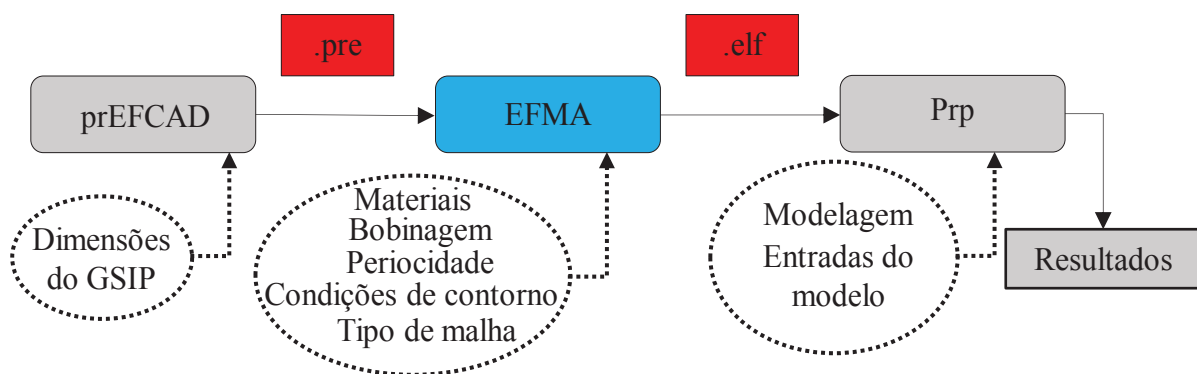 .pre
.elf
prEFCAD
EFMA
Prp
Dimensões
do GSIP
Materiais
Bobinagem
Periocidade
Condições de contorno
Tipo de malha
Modelagem
Entradas do
modelo
Resultados